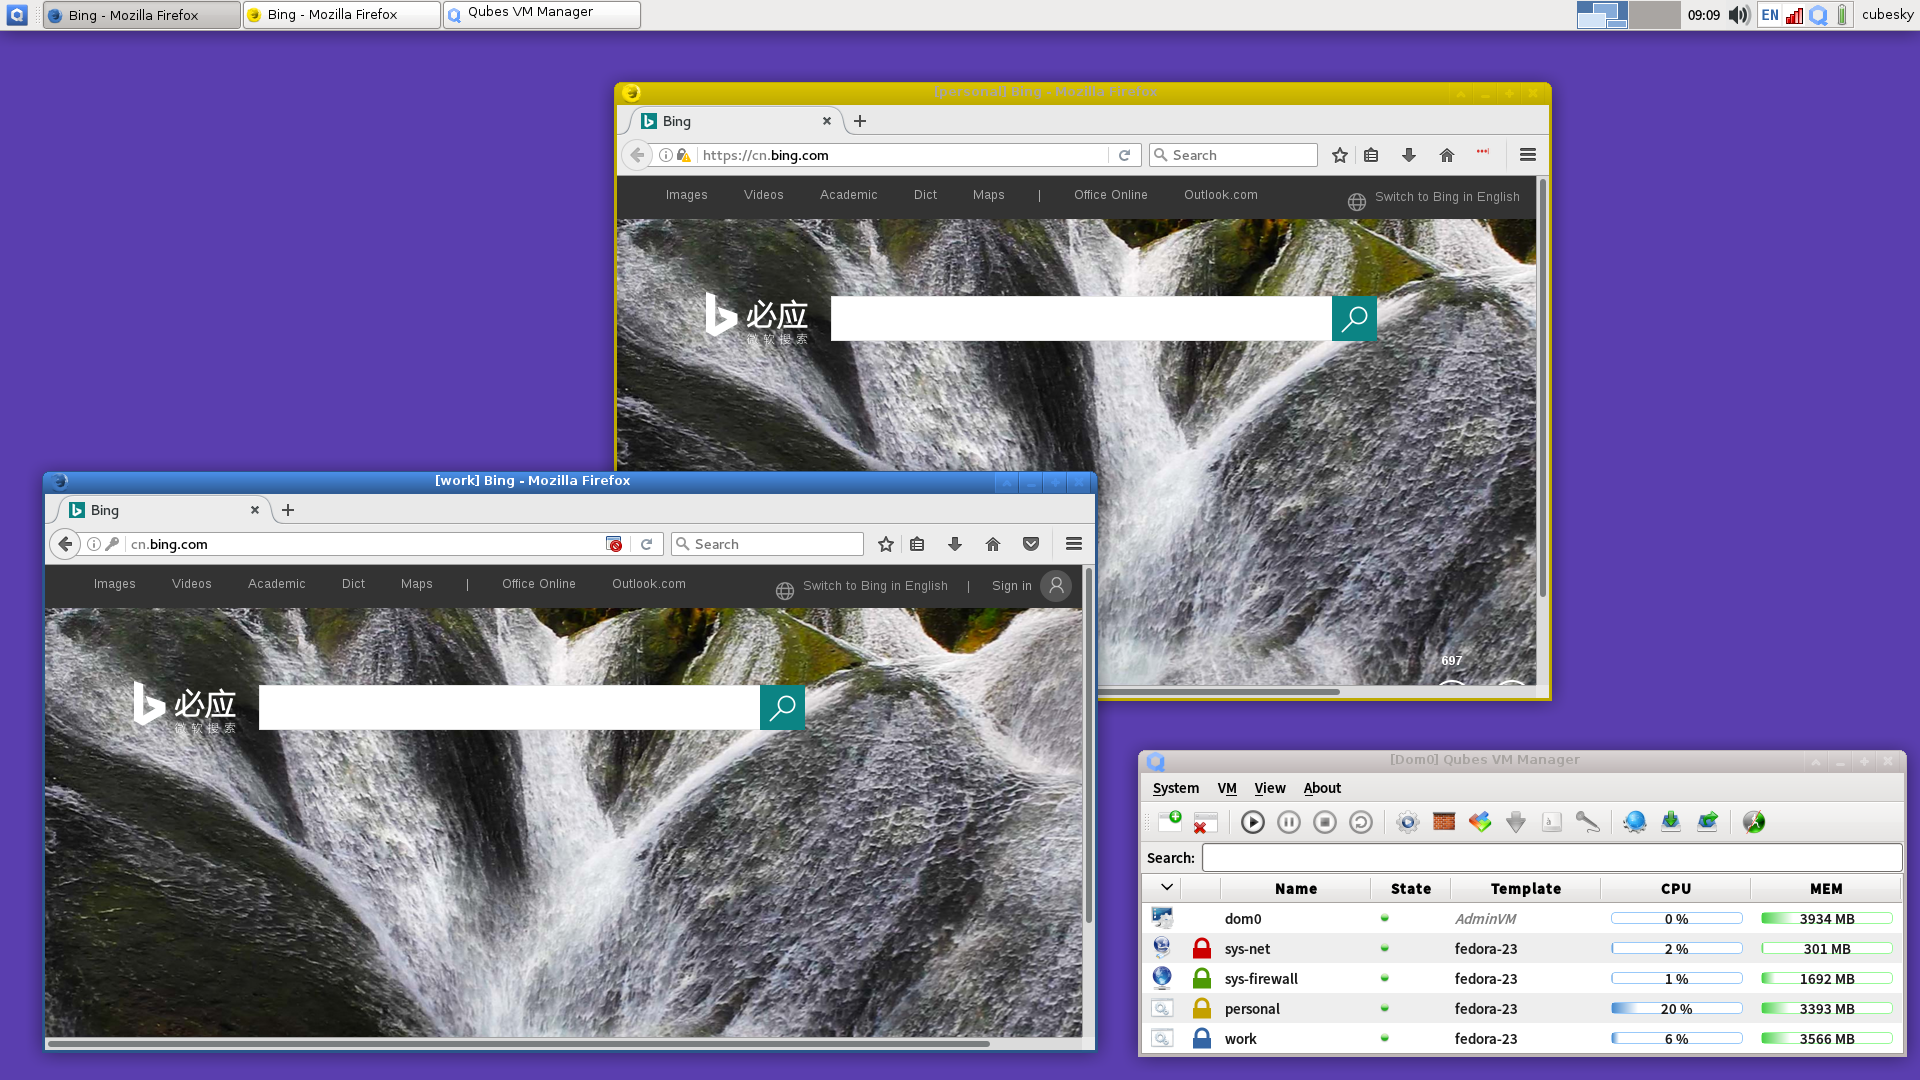 Bing - Mozilla Firefox
Bing - Mozilla Firefox
Qubes VM Manager
09:09
EN
cubesky
[personal] Bing - Mozilla Firefox
Bing
https://cn.bing.com
Search
Images Videos Academic Dict Maps | Office Online Outlook.com
Switch to Bing in English
必应
微软搜索
697
[work] Bing - Mozilla Firefox
Bing
cn.bing.com
Search
Images Videos Academic Dict Maps | Office Online Outlook.com
Switch to Bing in English | Sign in
必应
微软搜索
[Dom0] Qubes VM Manager
System VM View About
Search:
Name State Template CPU MEM
dom0 AdminVM 0 % 3934 MB
sys-net fedora-23 2 % 301 MB
sys-firewall fedora-23 1 % 1692 MB
personal fedora-23 20 % 3393 MB
work fedora-23 6 % 3566 MB